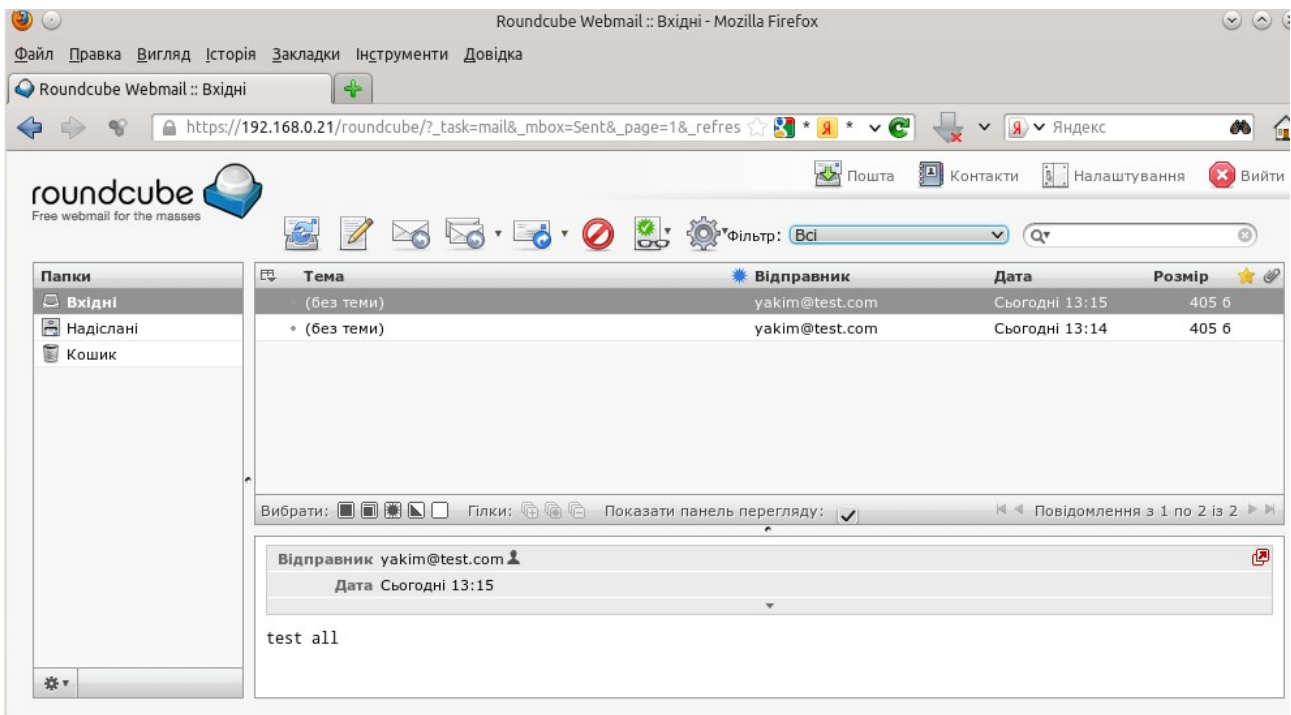 Roundcube Webmail :: Вхідні - Mozilla Firefox
Файл Правка Вигляд Історія Закладки Інструменти Довідка
Roundcube Webmail :: Вхідні
https://192.168.0.21/roundcube/?_task=mail&_mbox=Sent&_page=1&_refres Яндекс
Пошта Контакти Налаштування Вийти
roundcube
Free webmail for the masses
Фільтр: Всі
Папки
Вхідні
Надіслані
Кошик
Тема Відправник Дата Розмір
(без теми) yakim@test.com Сьогодні 13:15 405 б
(без теми) yakim@test.com Сьогодні 13:14 405 б
Вибрати: Гілки: Показати панель перегляду: Повідомлення з 1 по 2 із 2
Відправник yakim@test.com
Дата Сьогодні 13:15
test all